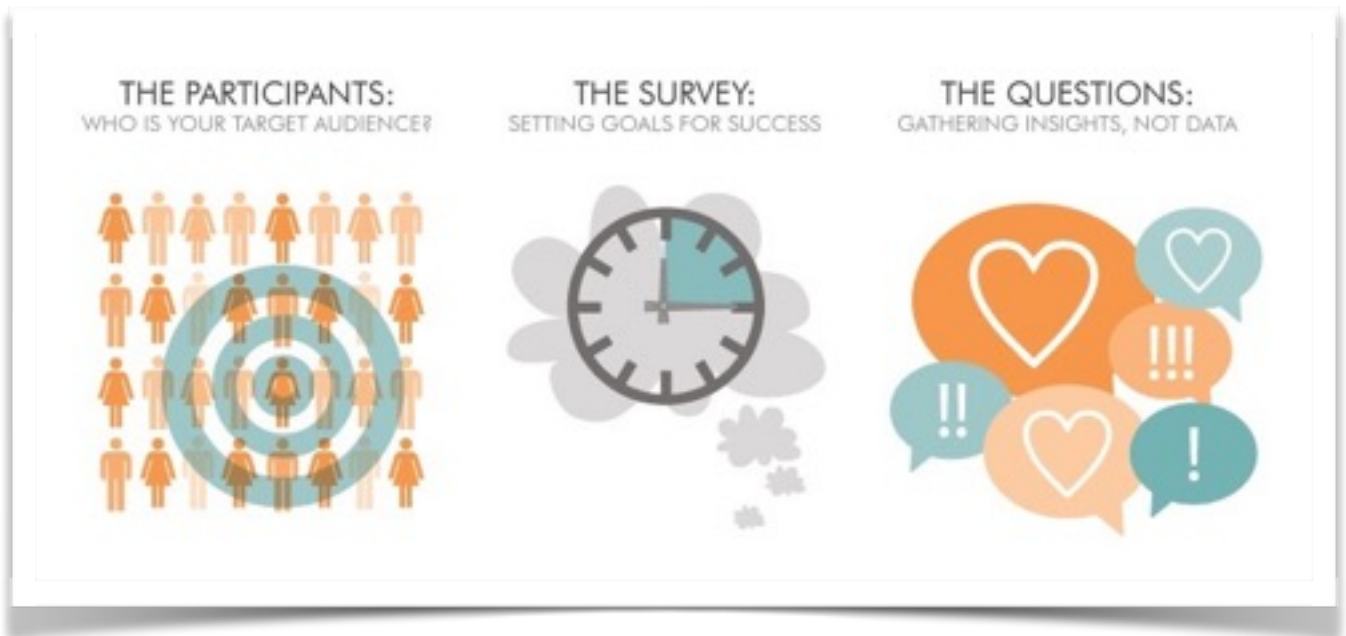 THE PARTICIPANTS:
WHO IS YOUR TARGET AUDIENCE?
THE SURVEY:
SETTING GOALS FOR SUCCESS
THE QUESTIONS:
GATHERING INSIGHTS, NOT DATA
!!
!!!
!